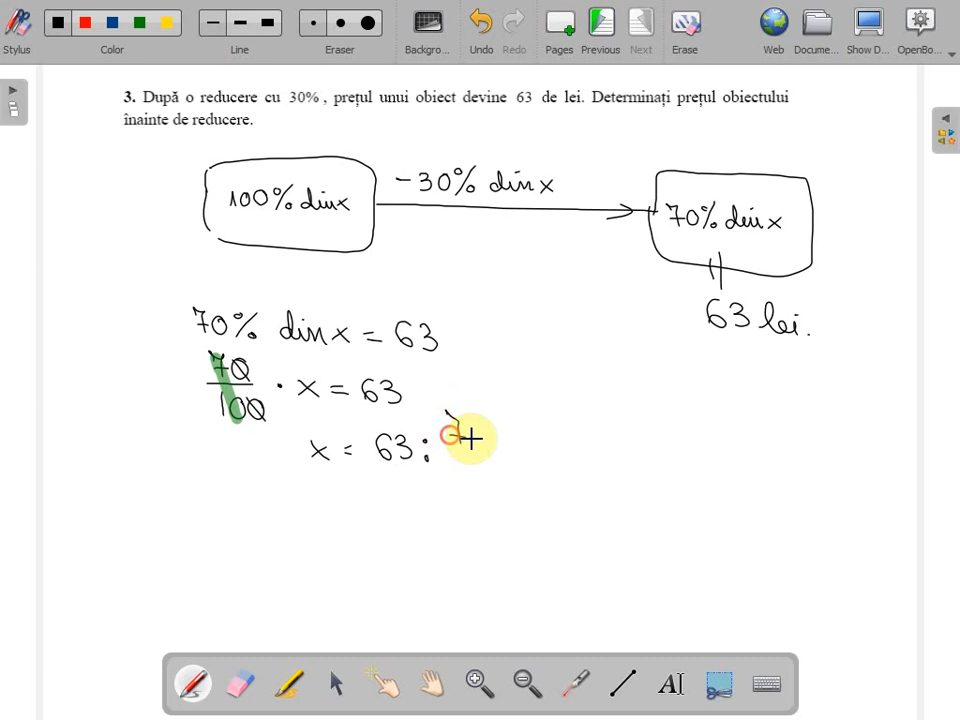 Stylus Color Line Eraser Backgro... Undo Redo Pages Previous Next Erase Web Docume... Show D... OpenBo...
3. După o reducere cu 30% , prețul unui obiect devine 63 de lei. Determinați prețul obiectului
înainte de reducere.
100% din x
-30% din x
70% din x
63 lei.
70% din x = 63
70/100 · x = 63
x = 63 :